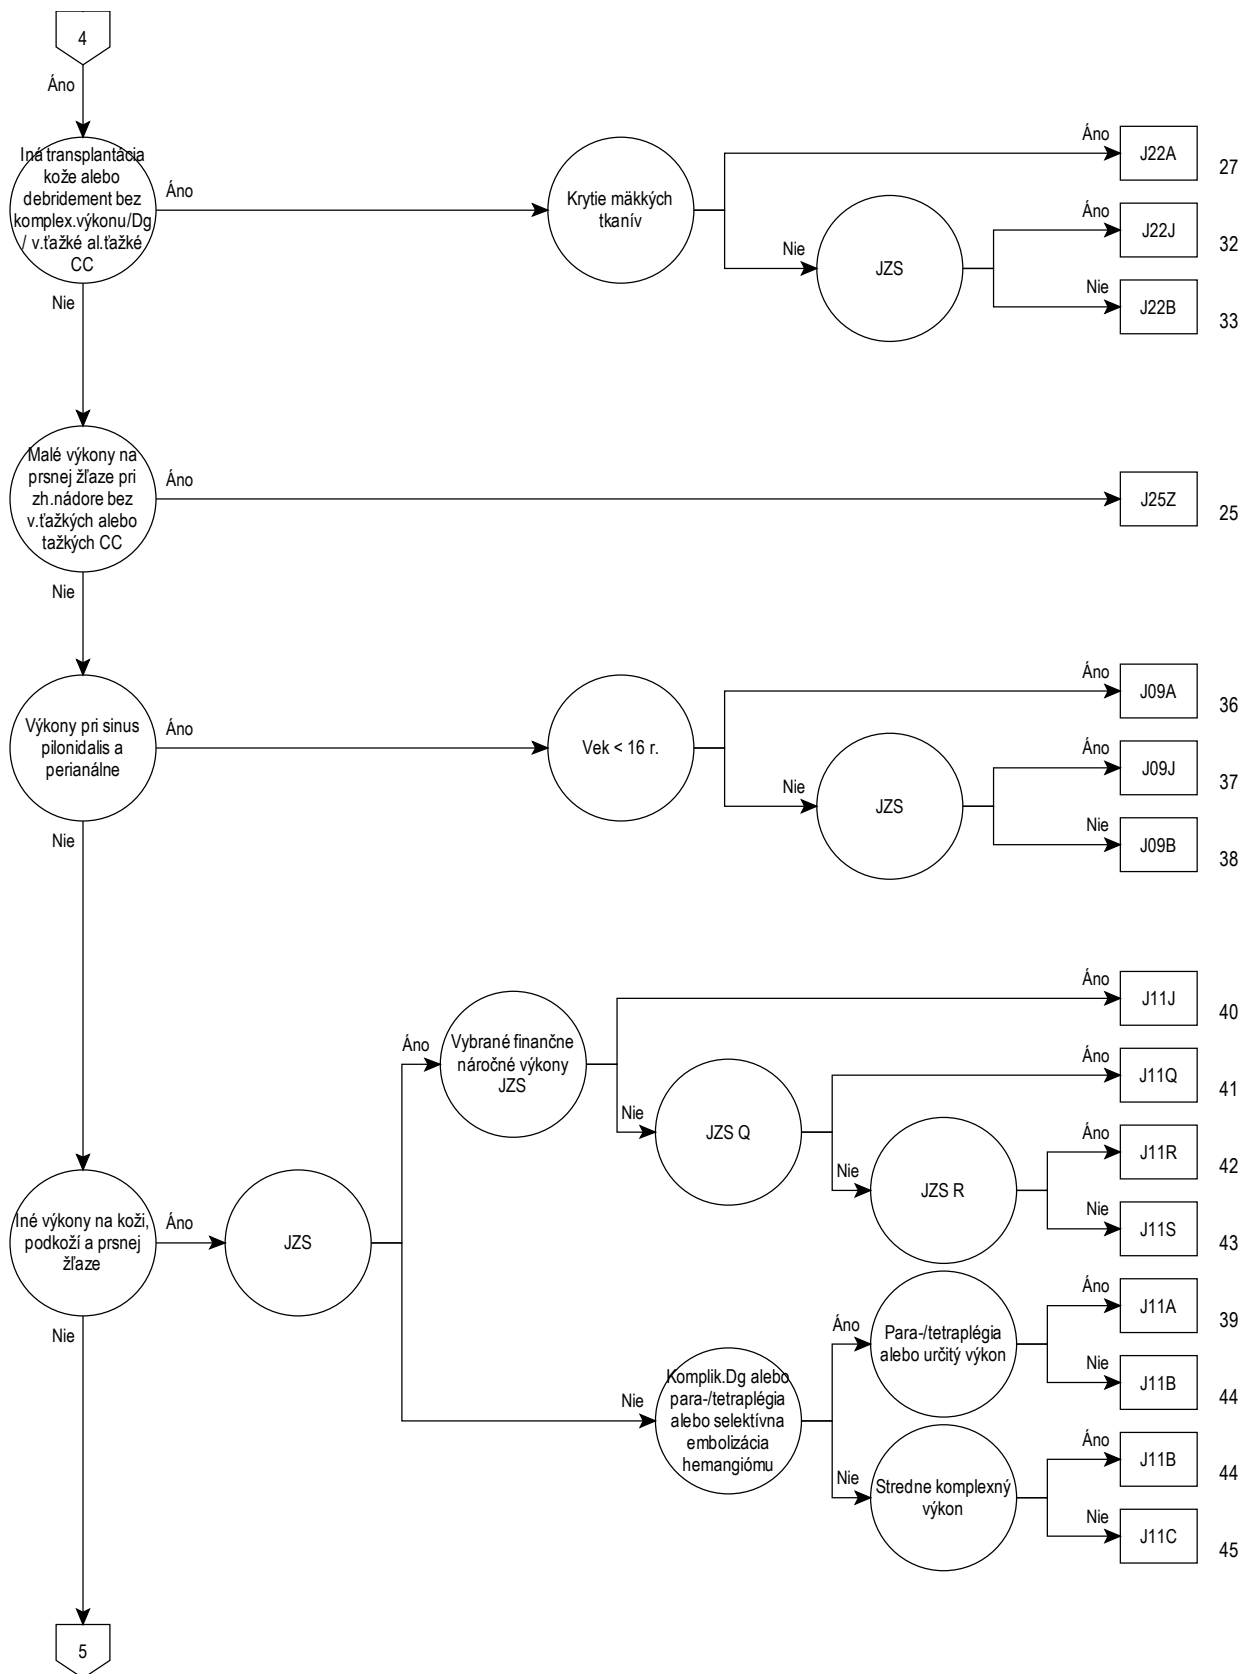 4
Áno
Iná transplantácia
kože alebo
debridement bez
komplex.výkonu/Dg
/ v.ťažké al.ťažké
CC
Áno
Krytie mäkkých
tkanív
Áno
J22A
27
Nie
JZS
Áno
J22J
32
Nie
J22B
33
Nie
Malé výkony na
prsnej žľaze pri
zh.nádore bez
v.ťažkých alebo
tažkých CC
Áno
J25Z
25
Nie
Výkony pri sinus
pilonidalis a
perianálne
Áno
Vek < 16 r.
Áno
J09A
36
Nie
JZS
Áno
J09J
37
Nie
J09B
38
Nie
Iné výkony na koži,
podkoží a prsnej
žľaze
Áno
JZS
Áno
Vybrané finančne
náročné výkony
JZS
Áno
J11J
40
Nie
JZS Q
Áno
J11Q
41
Nie
JZS R
Áno
J11R
42
Nie
J11S
43
Nie
Komplik.Dg alebo
para-/tetraplégia
alebo selektívna
embolizácia
hemangiómu
Áno
Para-/tetraplégia
alebo určitý výkon
Áno
J11A
39
Nie
J11B
44
Nie
Stredne komplexný
výkon
Áno
J11B
44
Nie
J11C
45
Nie
5